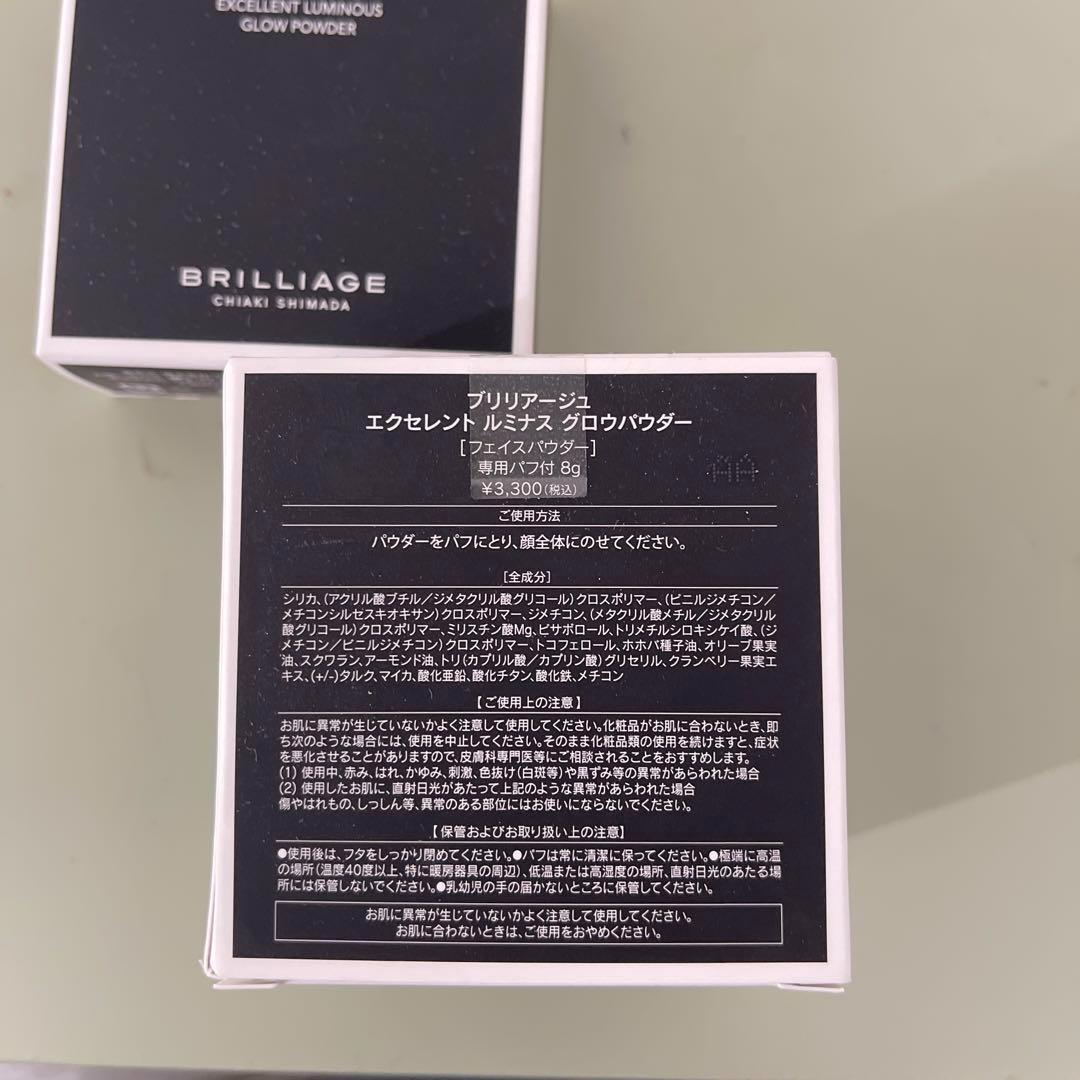 EXCELLENT LUMINOUS
GLOW POWDER
BRILLIAGE
CHIAKI SHIMADA
ブリリアージュ
エクセレント ルミナス グロウパウダー
[フェイスパウダー]
専用パフ付 8g
¥3,300(税込)
ご使用方法
パウダーをパフにとり、顔全体にのせてください。
[全成分]
シリカ、(アクリル酸ブチル/ジメタクリル酸グリコール)クロスポリマー、(ビニルジメチコン/
メチコンシルセスキオキサン)クロスポリマー、ジメチコン、(メタクリル酸メチル/ジメタクリル
酸グリコール)クロスポリマー、ミリスチン酸Mg、ビサボロール、トリメチルシロキシケイ酸、(ジ
メチコン/ビニルジメチコン)クロスポリマー、トコフェロール、ホホバ種子油、オリーブ果実
油、スクワラン、アーモンド油、トリ(カプリル酸/カプリン酸)グリセリル、クランベリー果実エ
キス、(+/-)タルク、マイカ、酸化亜鉛、酸化チタン、酸化鉄、メチコン
【ご使用上の注意】
お肌に異常が生じていないかよく注意して使用してください。化粧品がお肌に合わないとき、即
ち次のような場合には、使用を中止してください。そのまま化粧品類の使用を続けますと、症状
を悪化させることがありますので、皮膚科専門医等にご相談されることをおすすめします。
(1) 使用中、赤み、はれ、かゆみ、刺激、色抜け(白斑等)や黒ずみ等の異常があらわれた場合
(2) 使用したお肌に、直射日光があたって上記のような異常があらわれた場合
傷やはれもの、しっしん等、異常のある部位にはお使いにならないでください。
【保管およびお取り扱い上の注意】
●使用後は、フタをしっかり閉めてください。●パフは常に清潔に保ってください。●極端に高温
の場所(温度40度以上、特に暖房器具の周辺)、低温または高湿度の場所、直射日光のあたる場
所には保管しないでください。●乳幼児の手の届かないところに保管してください。
お肌に異常が生じていないかよく注意して使用してください。
お肌に合わないときは、ご使用をおやめください。